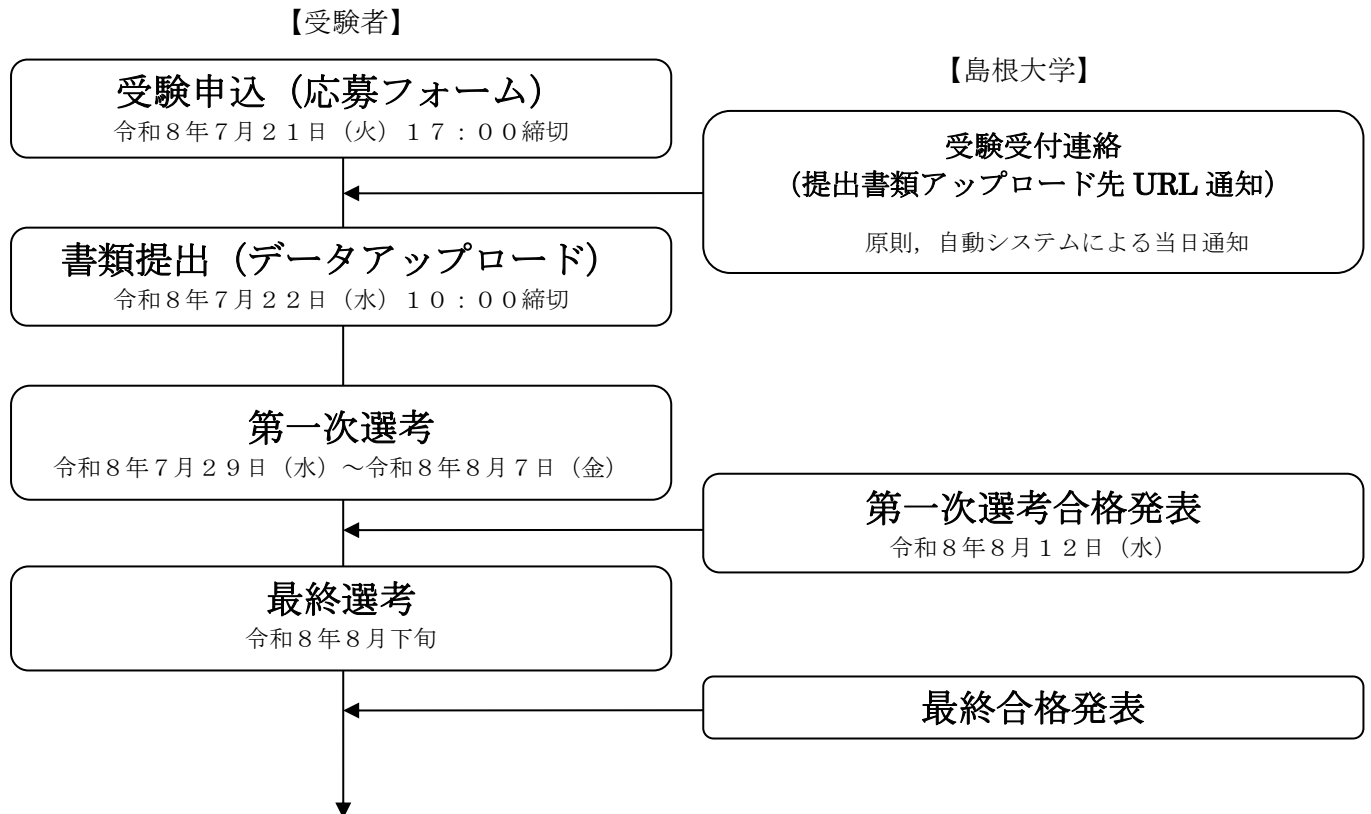 【受験者】
【島根大学】
受験申込（応募フォーム）
令和８年７月２１日（火）１７：００締切
受験受付連絡
（提出書類アップロード先 URL 通知）
原則，自動システムによる当日通知
書類提出（データアップロード）
令和８年７月２２日（水）１０：００締切
第一次選考
令和８年７月２９日（水）～令和８年８月７日（金）
第一次選考合格発表
令和８年８月１２日（水）
最終選考
令和８年８月下旬
最終合格発表